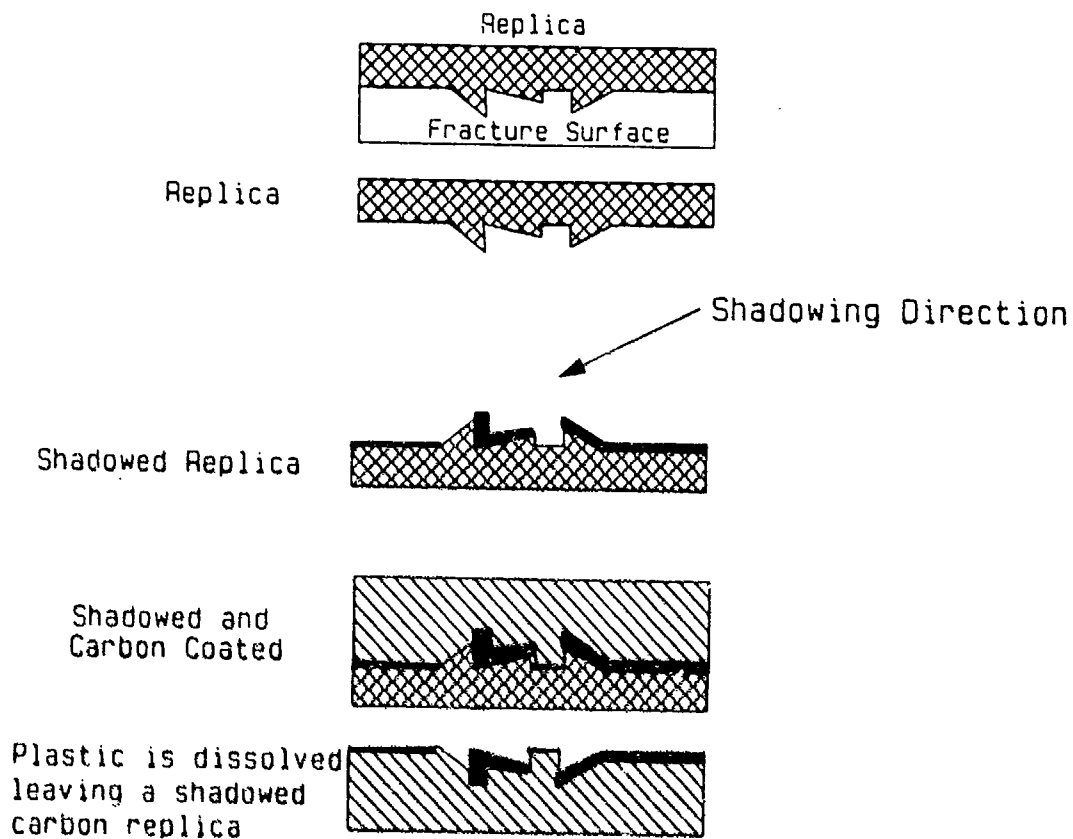 Replica
Fracture Surface
Replica
Shadowing Direction
Shadowed Replica
Shadowed and
Carbon Coated
Plastic is dissolved
leaving a shadowed
carbon replica